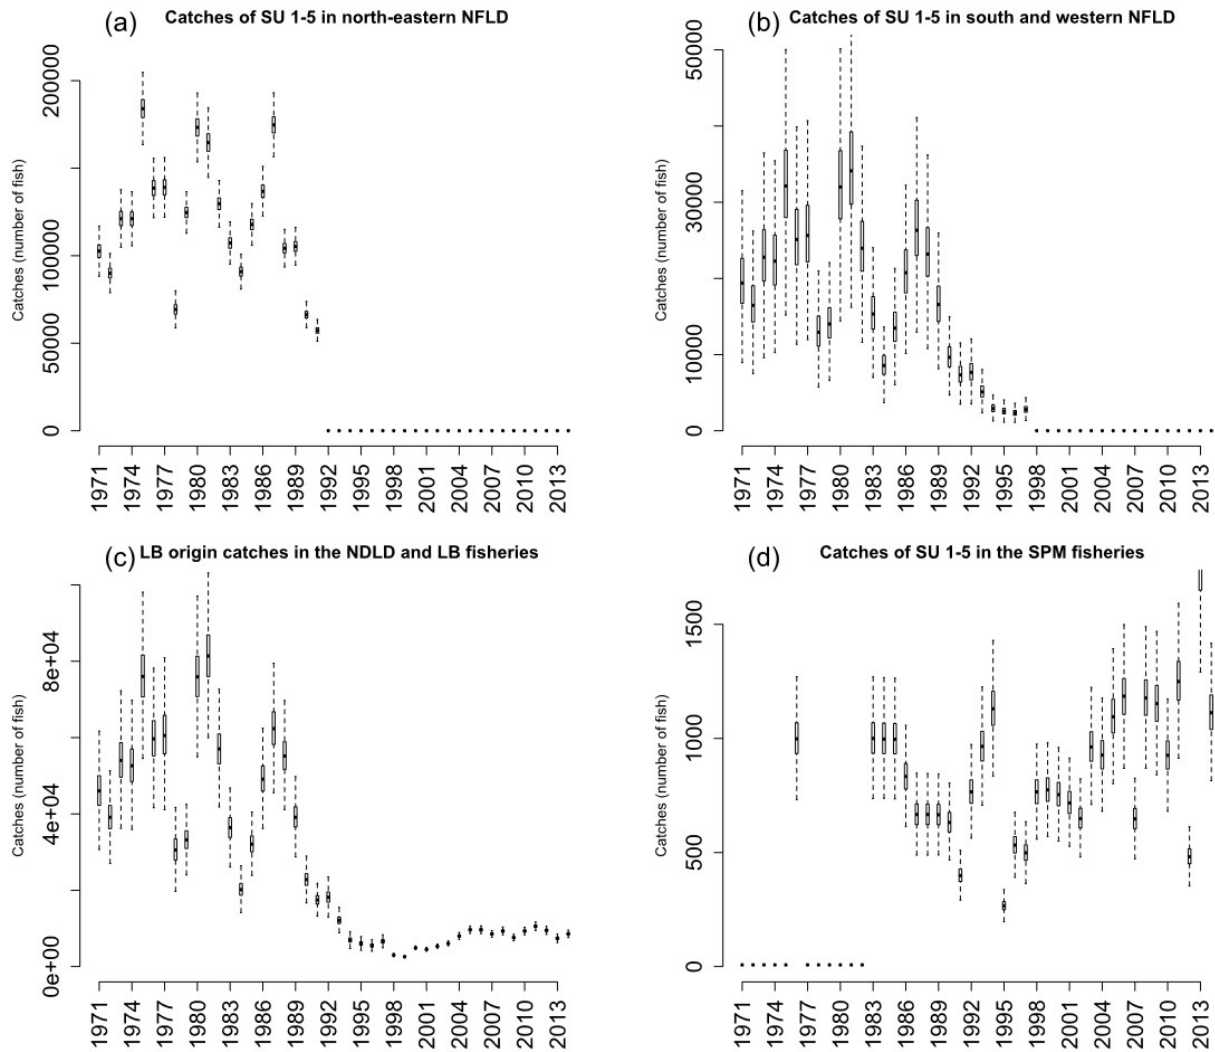 (a) Catches of SU 1-5 in north-eastern NFLD
Catches (number of fish)
200000
100000
50000
0
1971 1974 1977 1980 1983 1986 1989 1992 1995 1998 2001 2004 2007 2010 2013
(b) Catches of SU 1-5 in south and western NFLD
Catches (number of fish)
50000
30000
10000
0
1971 1974 1977 1980 1983 1986 1989 1992 1995 1998 2001 2004 2007 2010 2013
(c) LB origin catches in the NDLD and LB fisheries
Catches (number of fish)
8e+04
4e+04
0e+00
1971 1974 1977 1980 1983 1986 1989 1992 1995 1998 2001 2004 2007 2010 2013
(d) Catches of SU 1-5 in the SPM fisheries
Catches (number of fish)
1500
1000
500
0
1971 1974 1977 1980 1983 1986 1989 1992 1995 1998 2001 2004 2007 2010 2013